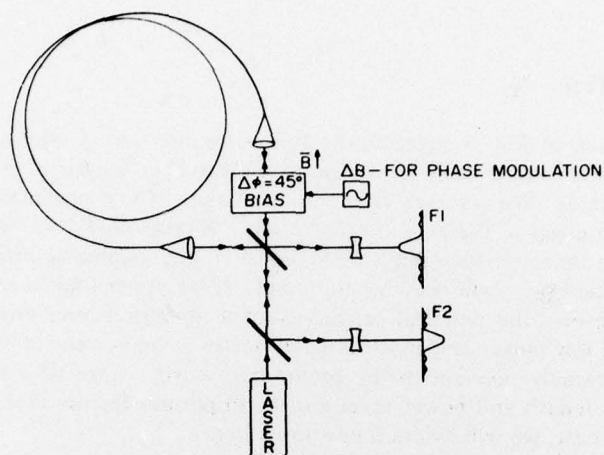 B↑
Δϕ=45°
BIAS
ΔB-FOR PHASE MODULATION
F1
F2
LASER